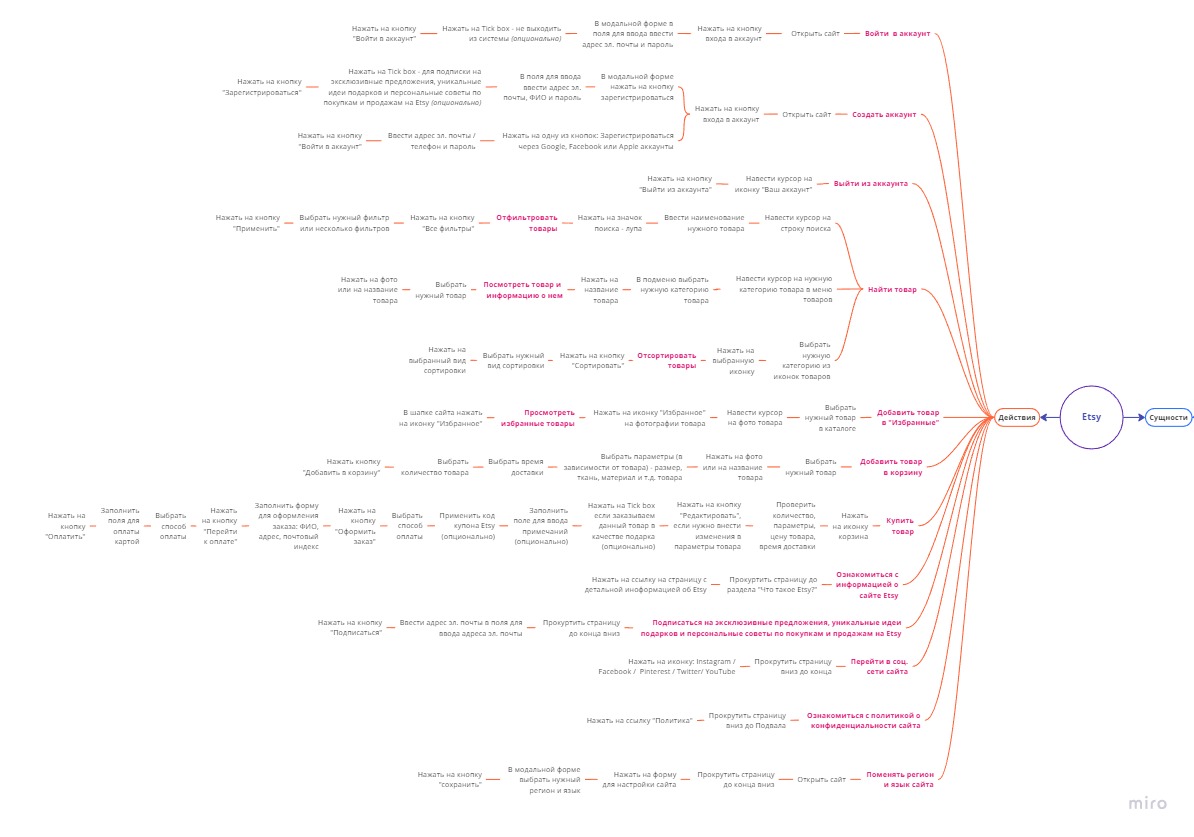 Etsy
Действия
Сущности
Войти в аккаунт
Открыть сайт
Нажать на кнопку
входа в аккаунт
В модальной форме в
поля для ввода ввести
адрес эл. почты и пароль
Нажать на Tick box - не выходить
из системы (опционально)
Нажать на кнопку
"Войти в аккаунт"
Создать аккаунт
Открыть сайт
Нажать на кнопку
входа в аккаунт
В модальной форме
нажать на кнопку
зарегистрироваться
В поля для ввода
ввести адрес эл.
почты, ФИО и пароль
Нажать на Tick box - для подписки на
эксклюзивные предложения, уникальные
идеи подарков и персональные советы по
покупкам и продажам на Etsy (опционально)
Нажать на кнопку
"Зарегистрироваться"
Нажать на одну из кнопок: Зарегистрироваться
через Google, Facebook или Apple аккаунты
Ввести адрес эл. почты /
телефон и пароль
Нажать на кнопку
"Войти в аккаунт"
Выйти из аккаунта
Навести курсор на
иконку "Ваш аккаунт"
Нажать на кнопку
"Выйти из аккаунта"
Найти товар
Навести курсор на
строку поиска
Ввести наименование
нужного товара
Нажать на значок
поиска - лупа
Отфильтровать
товары
Нажать на кнопку
"Все фильтры"
Выбрать нужный фильтр
или несколько фильтров
Нажать на кнопку
"Применить"
Навести курсор на нужную
категорию товара в меню
товаров
В подменю выбрать
нужную категорию
товара
Нажать на
название
товара
Посмотреть товар и
информацию о нем
Выбрать
нужный товар
Нажать на фото
или на название
товара
Выбрать
нужную
категорию из
иконок товаров
Нажать на
выбранную
иконку
Отсортировать
товары
Нажать на кнопку
"Сортировать"
Выбрать нужный
вид сортировки
Нажать на
выбранный вид
сортировки
Добавить товар
в "Избранные"
Выбрать
нужный товар
в каталоге
Навести курсор
на фото товара
Нажать на иконку "Избранное"
на фотографии товара
Просмотреть
избранные товары
В шапке сайта нажать
на иконку "Избранное"
Добавить товар
в корзину
Выбрать
нужный товар
Нажать на фото
или на название
товара
Выбрать параметры (в
зависимости от товара) - размер,
ткань, материал и т.д. товара
Выбрать время
доставки
Выбрать
количество товара
Нажать кнопку
"Добавить в корзину"
Купить
товар
Нажать
на иконку
корзина
Проверить
количество,
параметры,
цену товара,
время доставки
Нажать на кнопку
"Редактировать",
если нужно внести
изменения в
параметры товара
Нажать на Tick box
если заказываем
данный товар в
качестве подарка
(опционально)
Заполнить
поле для ввода
примечаний
(опционально)
Применить код
купона Etsy
(опционально)
Выбрать
способ
оплаты
Нажать на
кнопку
"Оформить
заказ"
Заполнить форму
для оформления
заказа: ФИО,
адрес, почтовый
индекс
Нажать
на кнопку
"Перейти
к оплате"
Выбрать
способ
оплаты
Заполнить
поля для
оплаты
картой
Нажать на
кнопку
"Оплатить"
Ознакомиться с
информацией о
сайте Etsy
Прокуртить страницу до
раздела "Что такое Etsy?"
Нажать на ссылку на страницу с
детальной иноформацией об Etsy
Подписаться на эксклюзивные предложения, уникальные идеи
подарков и персональные советы по покупкам и продажам на Etsy
Прокуртить страницу
до конца вниз
Ввести адрес эл. почты в поля для
ввода адреса эл. почты
Нажать на кнопку
"Подписаться"
Перейти в соц.
сети сайта
Прокрутить страницу
вниз до конца
Нажать на иконку: Instagram /
Facebook / Pinterest / Twitter/ YouTube
Ознакомиться с политикой о
конфиденциальности сайта
Прокрутить страницу
вниз до Подвала
Нажать на ссылку "Политика"
Поменять регион
и язык сайта
Открыть сайт
Прокрутить страницу
до конца вниз
Нажать на форму
для настройки сайта
В модальной форме
выбрать нужный
регион и язык
Нажать на кнопку
"сохранить"
miro